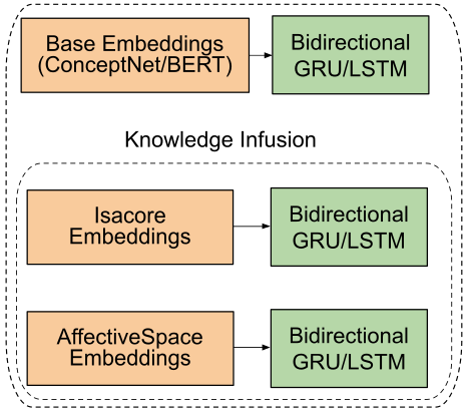 Base Embeddings
(ConceptNet/BERT)
Bidirectional
GRU/LSTM
Knowledge Infusion
Isacore
Embeddings
Bidirectional
GRU/LSTM
AffectiveSpace
Embeddings
Bidirectional
GRU/LSTM